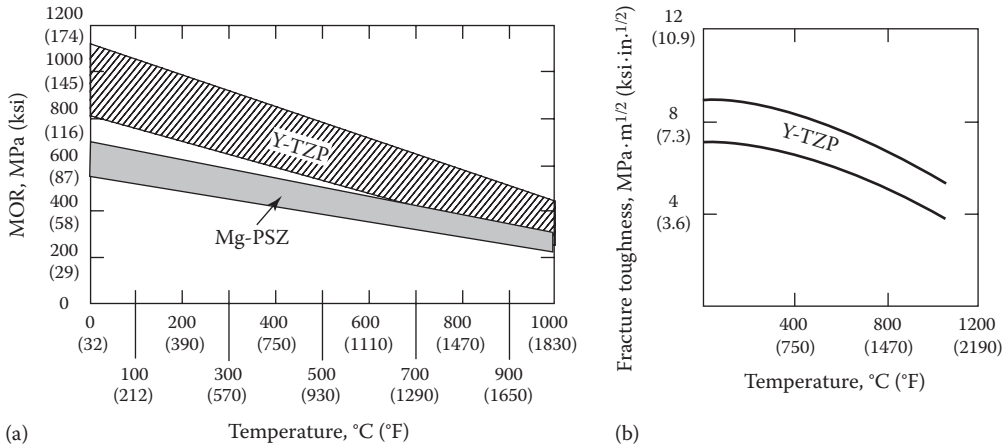 1200
(174)
1000
(145)
800
(116)
600
(87)
400
(58)
200
(29)
0
MOR, MPa (ksi)
Y-TZP
Mg-PSZ
0 200 400 600 800 1000
(32) (390) (750) (1110) (1470) (1830)
100 300 500 700 900
(212) (570) (930) (1290) (1650)
(a) Temperature, °C (°F)
12
(10.9)
8
(7.3)
4
(3.6)
Fracture toughness, MPa·m^1/2 (ksi·in·^1/2)
Y-TZP
400 800 1200
(750) (1470) (2190)
Temperature, °C (°F)
(b)